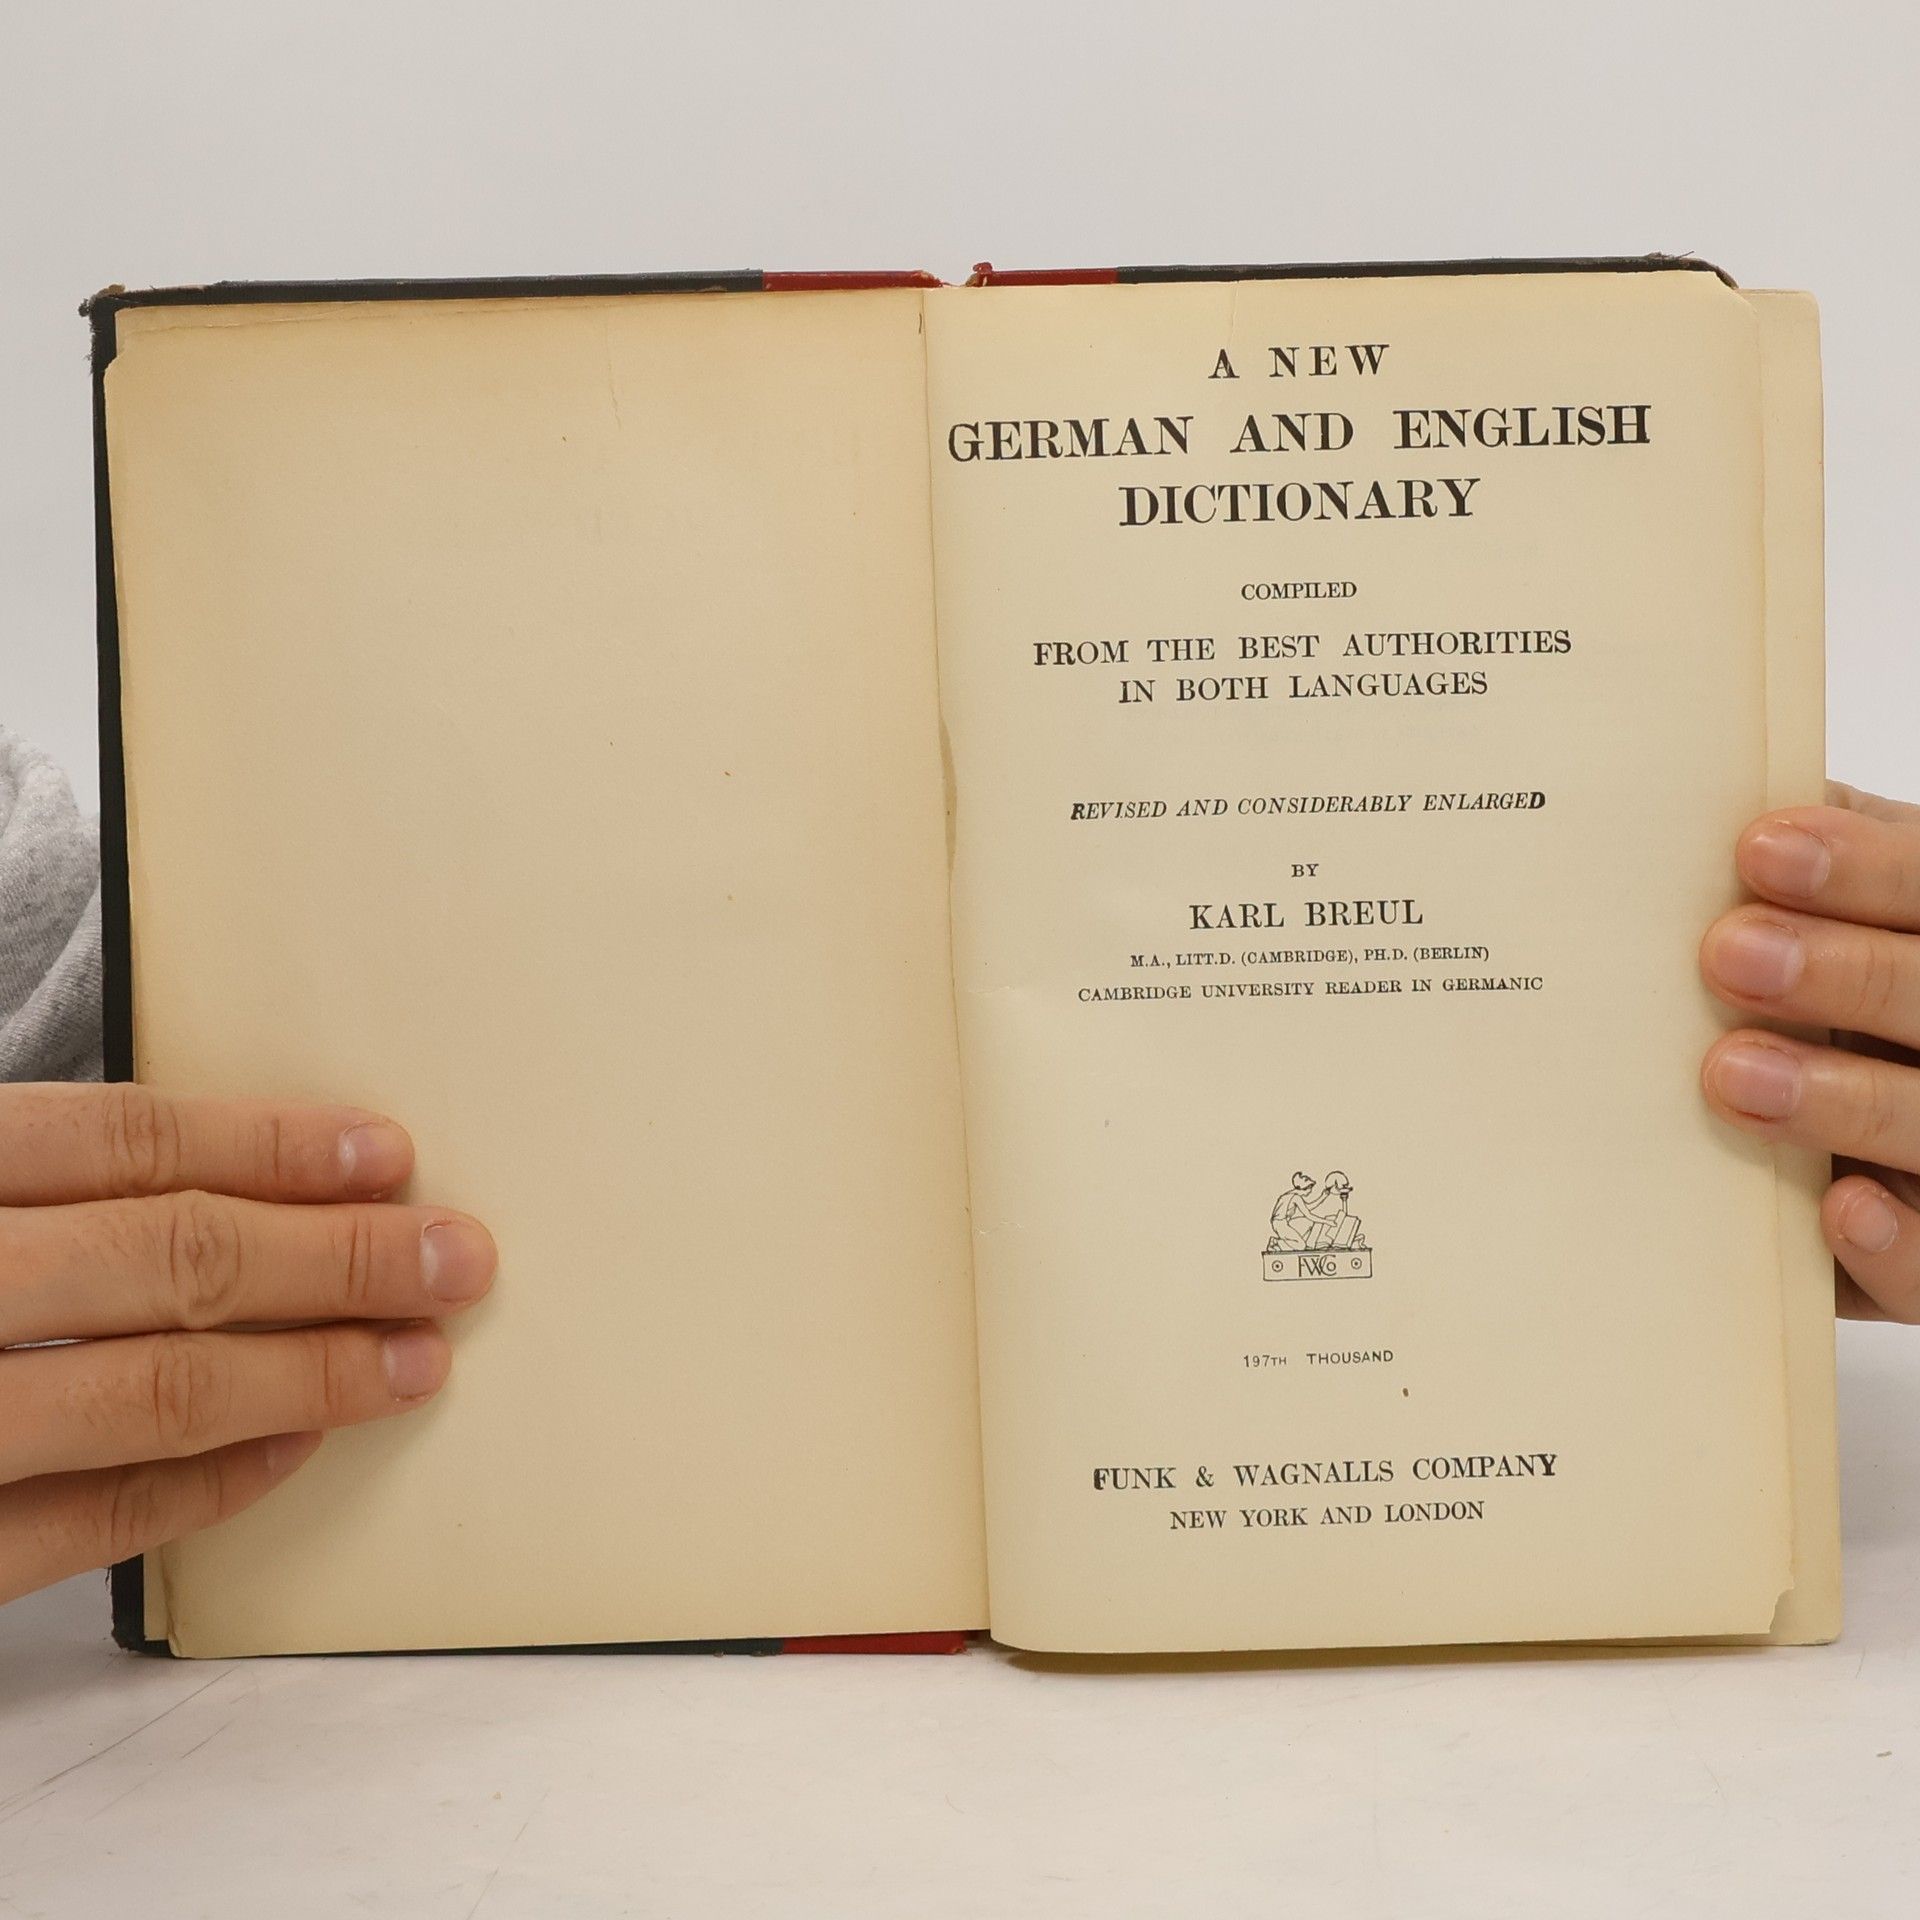 A NEW
GERMAN AND ENGLISH
DICTIONARY
COMPILED
FROM THE BEST AUTHORITIES
IN BOTH LANGUAGES
REVISED AND CONSIDERABLY ENLARGED
BY
KARL BREUL
M.A., LITT.D. (CAMBRIDGE), PH.D. (BERLIN)
CAMBRIDGE UNIVERSITY READER IN GERMANIC
FWCo
197TH THOUSAND
FUNK & WAGNALLS COMPANY
NEW YORK AND LONDON